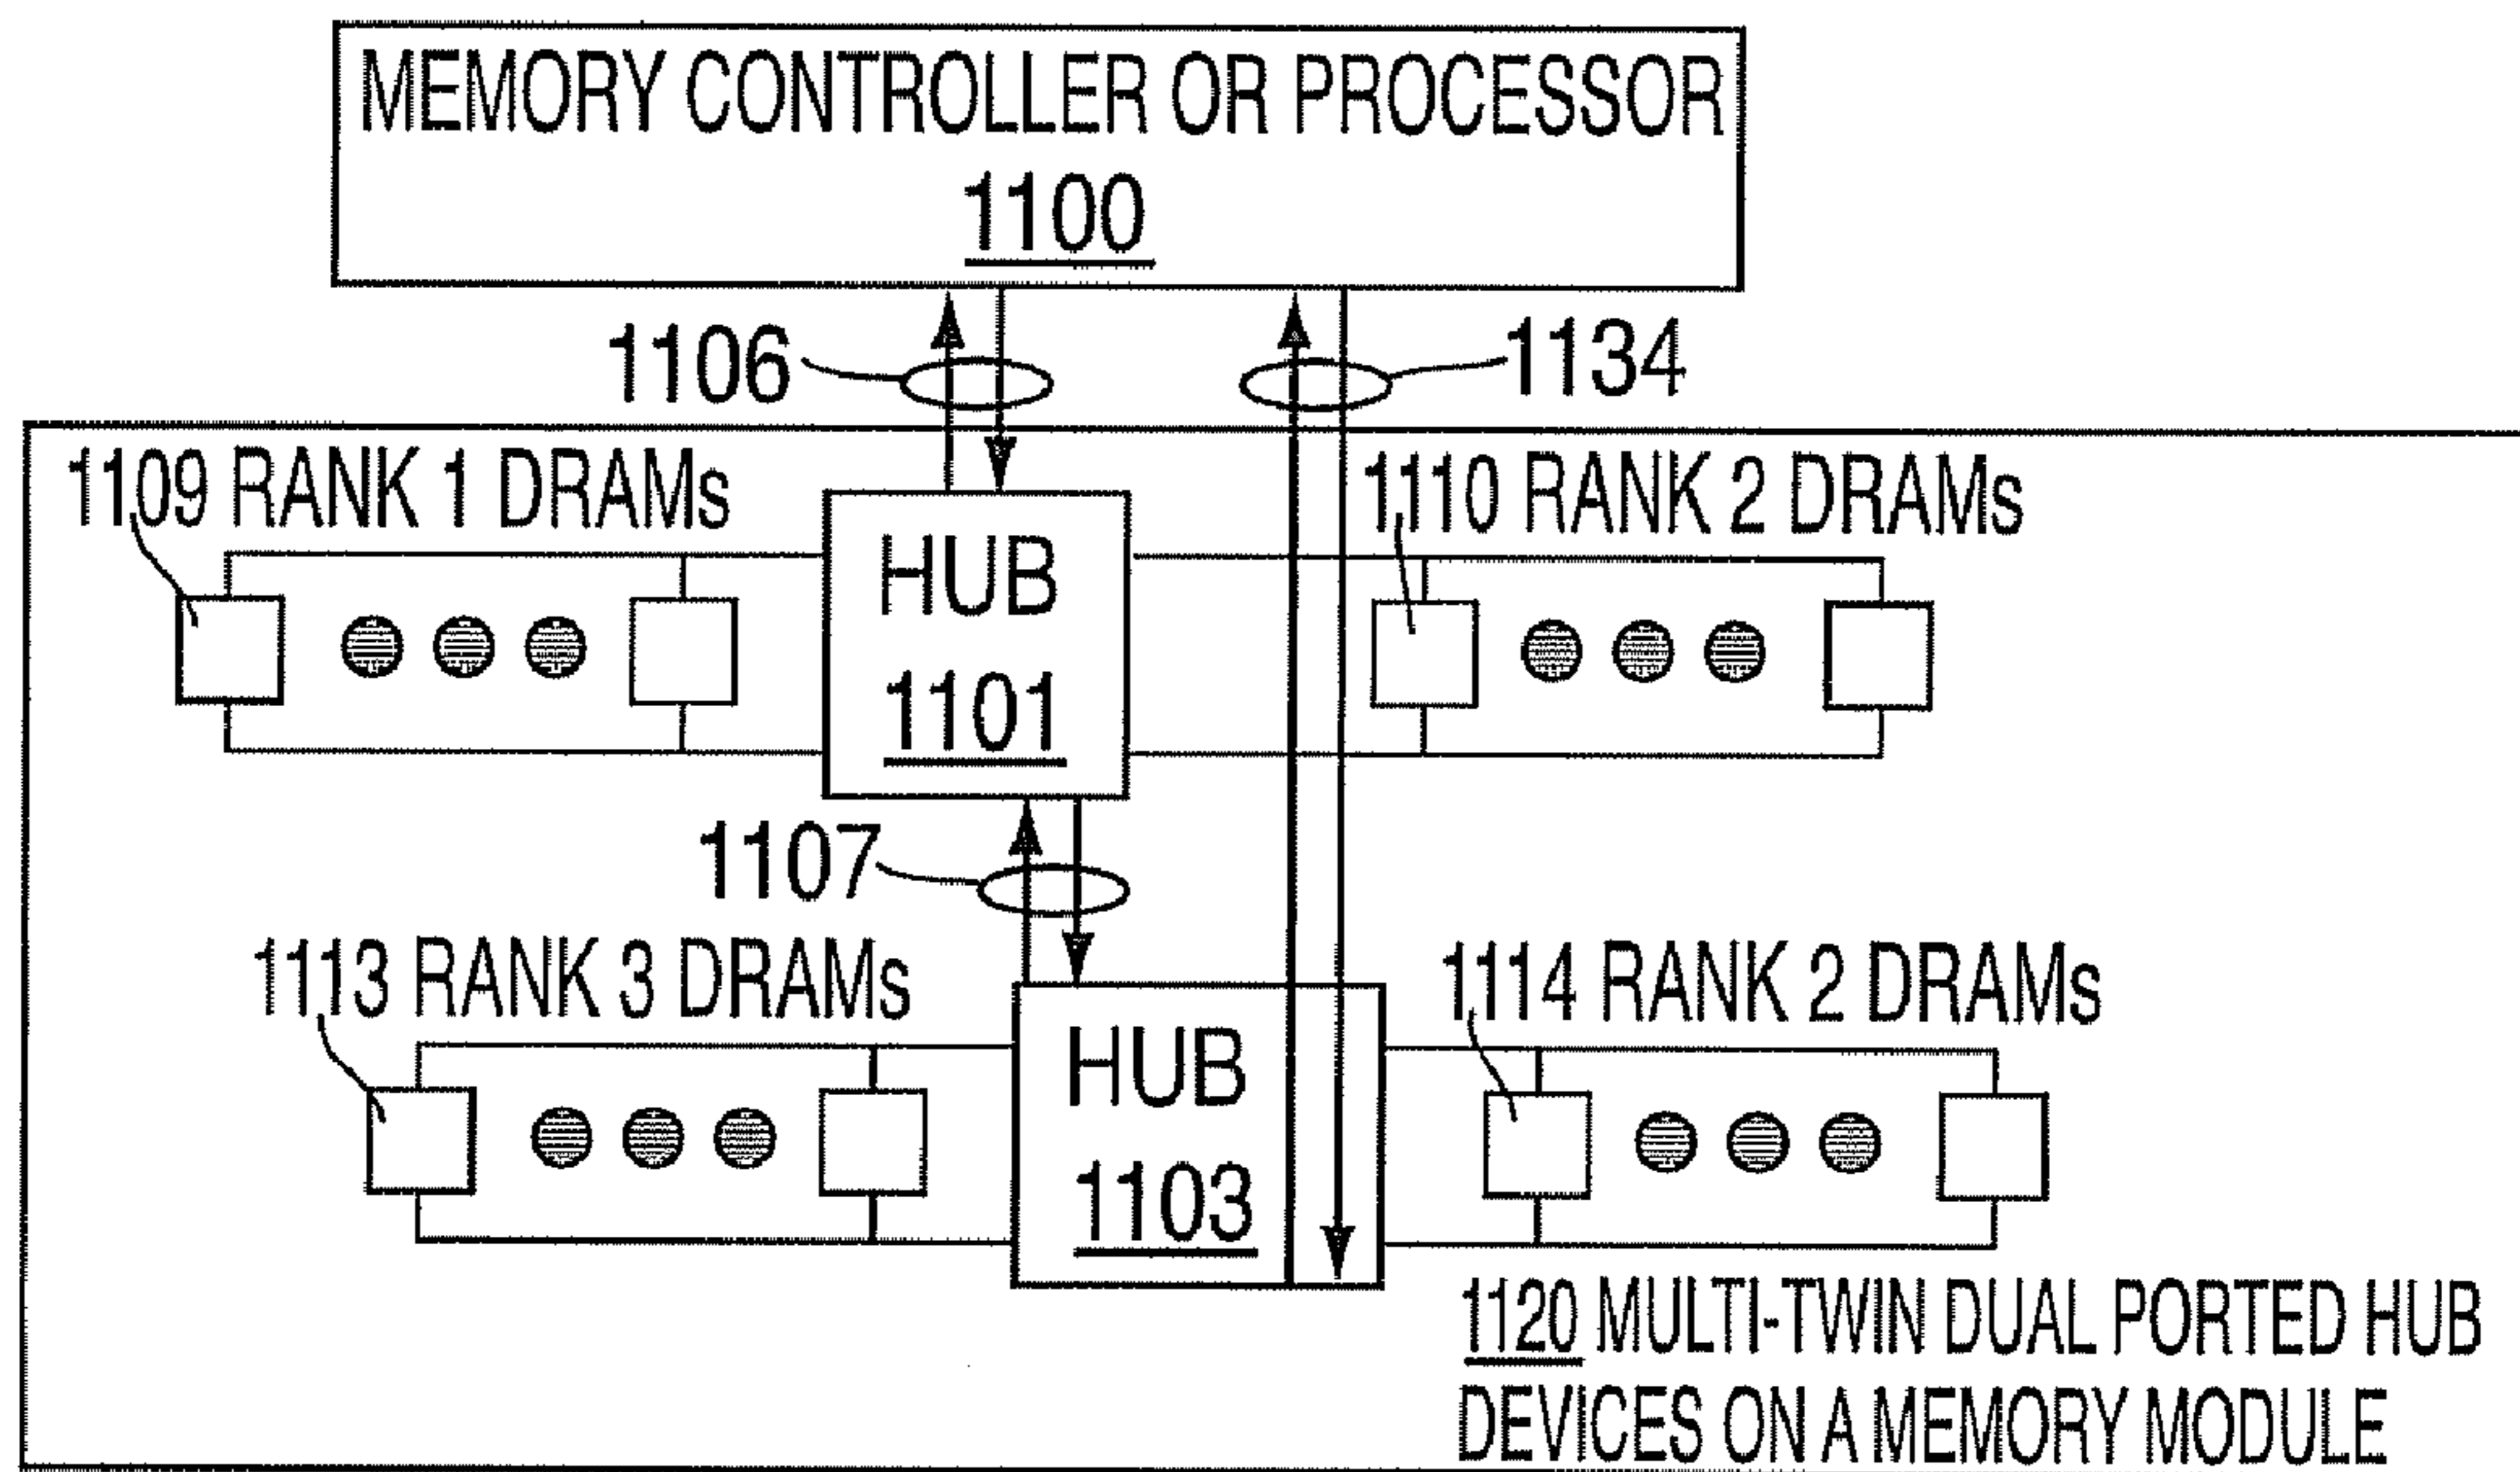 MEMORY CONTROLLER OR PROCESSOR
1100
1106
1134
1109 RANK 1 DRAMs
1110 RANK 2 DRAMs
HUB
1101
1107
1113 RANK 3 DRAMs
1114 RANK 2 DRAMs
HUB
1103
1120 MULTI-TWIN DUAL PORTED HUB
DEVICES ON A MEMORY MODULE